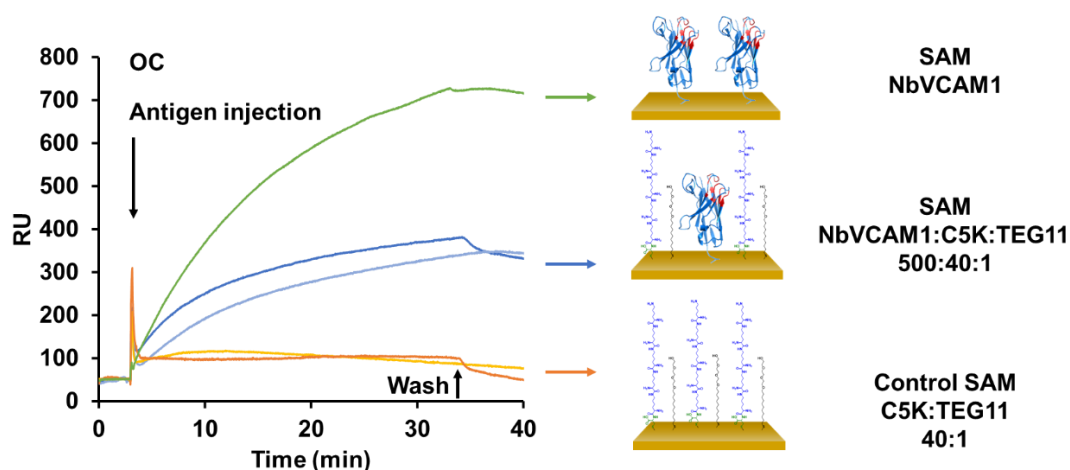 800
700
600
500
400
300
200
100
0
RU
OC
Antigen injection
Wash
0
10
20
30
40
Time (min)
SAM
NbVCAM1
SAM
NbVCAM1:C5K:TEG11
500:40:1
Control SAM
C5K:TEG11
40:1